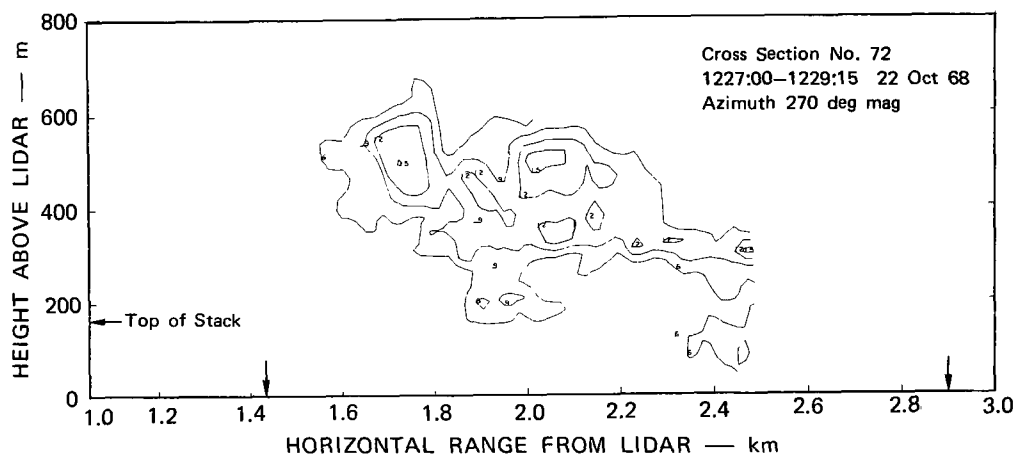 800
600
400
200
0
HEIGHT ABOVE LIDAR — m
Cross Section No. 72
1227:00–1229:15 22 Oct 68
Azimuth 270 deg mag
Top of Stack
1.0 1.2 1.4 1.6 1.8 2.0 2.2 2.4 2.6 2.8 3.0
HORIZONTAL RANGE FROM LIDAR — km